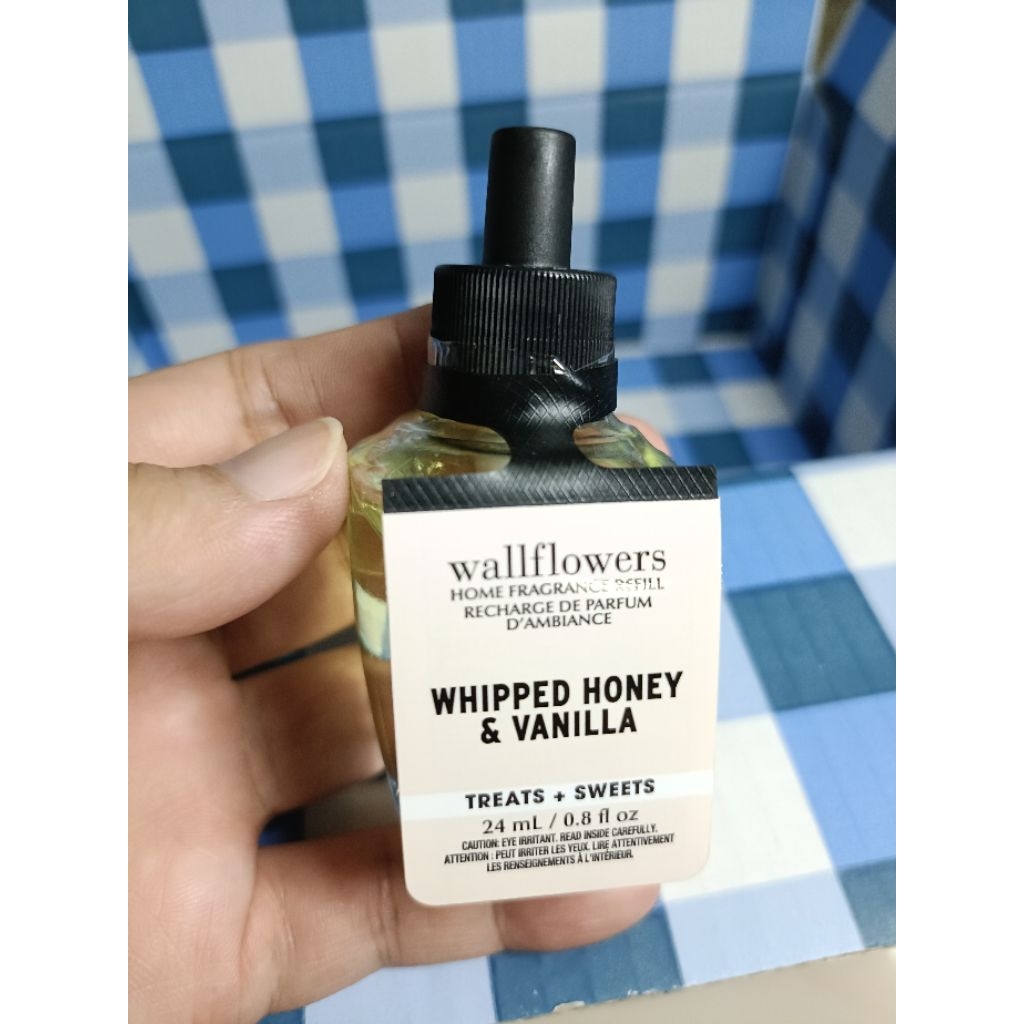 wallflowers
HOME FRAGRANCE REFILL
RECHARGE DE PARFUM
D'AMBIANCE
WHIPPED HONEY
& VANILLA
TREATS + SWEETS
24 mL / 0.8 fl oz
CAUTION: EYE IRRITANT. READ INSIDE CAREFULLY.
ATTENTION : PEUT IRRITER LES YEUX. LIRE ATTENTIVEMENT
LES RENSEIGNEMENTS À L'INTÉRIEUR.